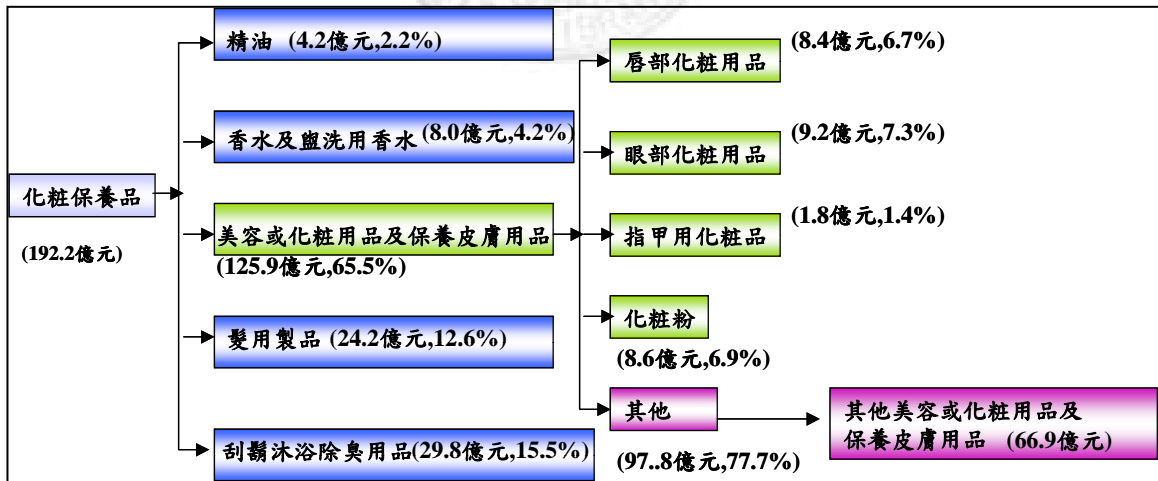 化粧保養品
(192.2億元)
精油 (4.2億元,2.2%)
香水及盥洗用香水(8.0億元,4.2%)
美容或化粧用品及保養皮膚用品
(125.9億元,65.5%)
髮用製品 (24.2億元,12.6%)
刮鬍沐浴除臭用品(29.8億元,15.5%)
唇部化粧用品
(8.4億元,6.7%)
眼部化粧用品
(9.2億元,7.3%)
指甲用化粧品
(1.8億元,1.4%)
化粧粉
(8.6億元,6.9%)
其他
(97..8億元,77.7%)
其他美容或化粧用品及
保養皮膚用品 (66.9億元)